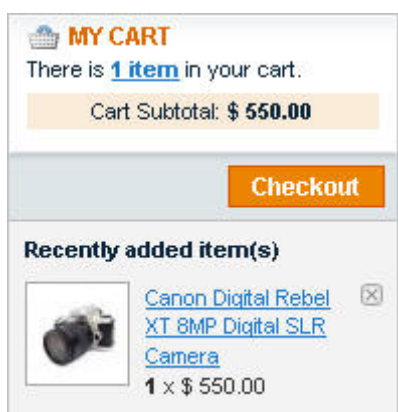 MY CART
There is 1 item in your cart.
Cart Subtotal: $ 550.00
Checkout
Recently added item(s)
Canon Digital Rebel
XT 8MP Digital SLR
Camera
1 x $ 550.00